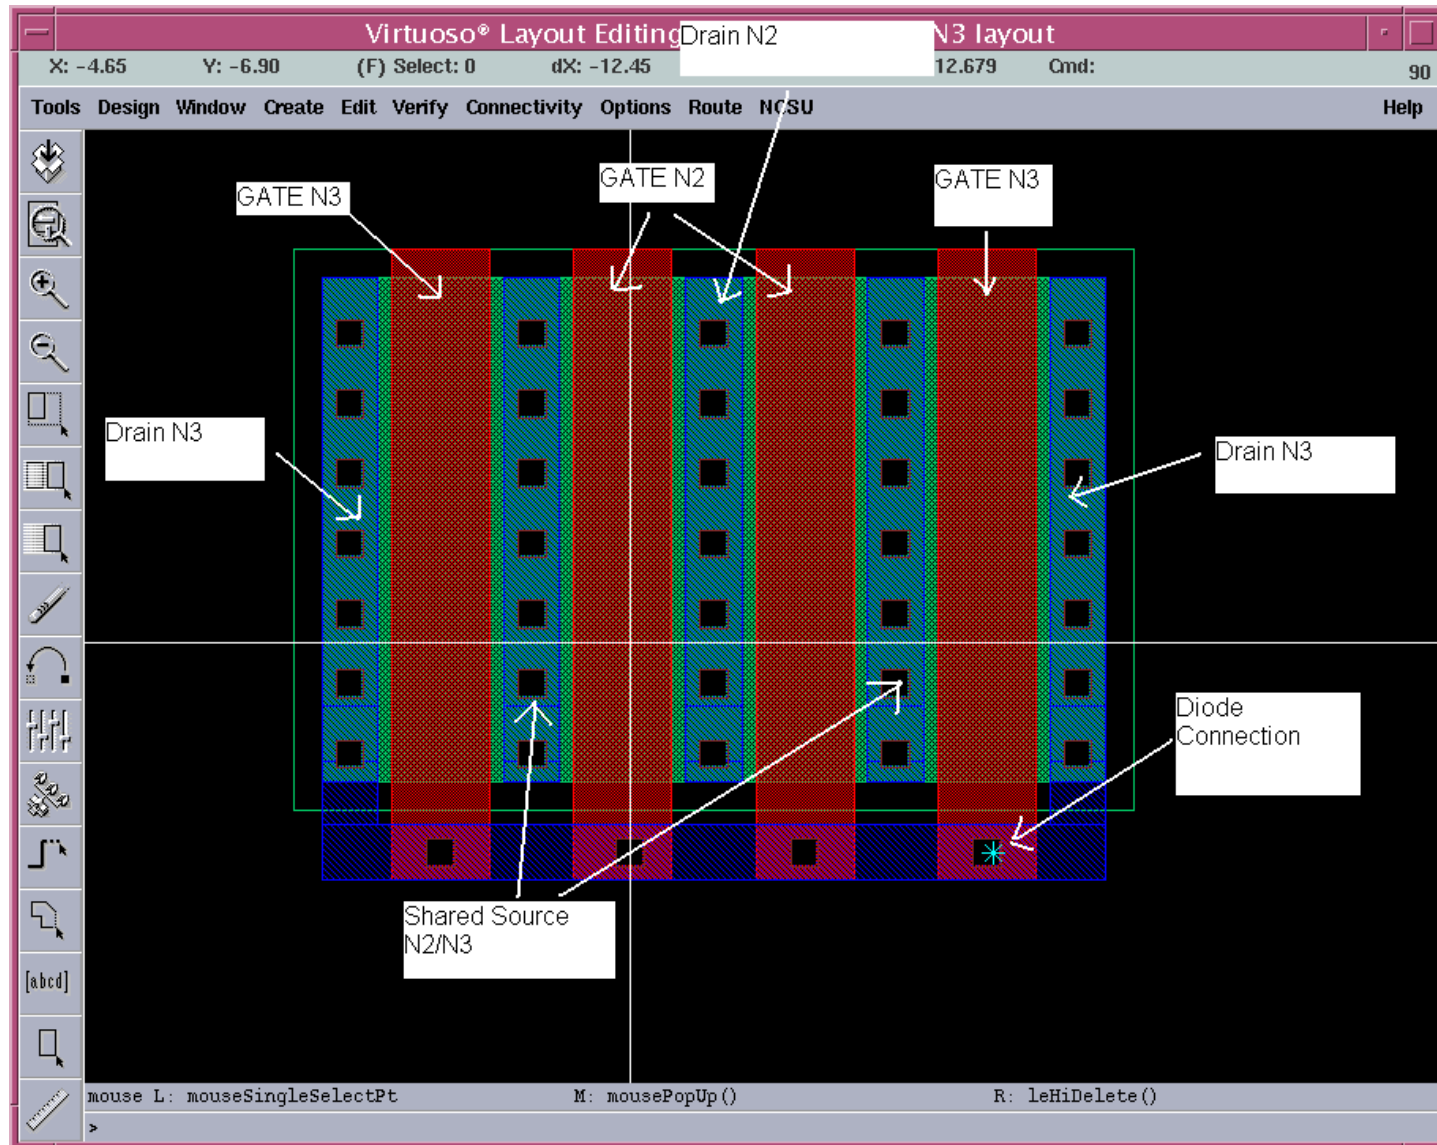 Virtuoso® Layout Editing N3 layout
Drain N2
X: -4.65 Y: -6.90 (F) Select: 0 dX: -12.45 12.679 Cmd: 90
Tools Design Window Create Edit Verify Connectivity Options Route NCSU Help
GATE N3
GATE N2
GATE N3
Drain N3
Drain N3
Diode
Connection
Shared Source
N2/N3
[abcd]
mouse L: mouseSingleSelectPt M: mousePopUp() R: leHiDelete()
>